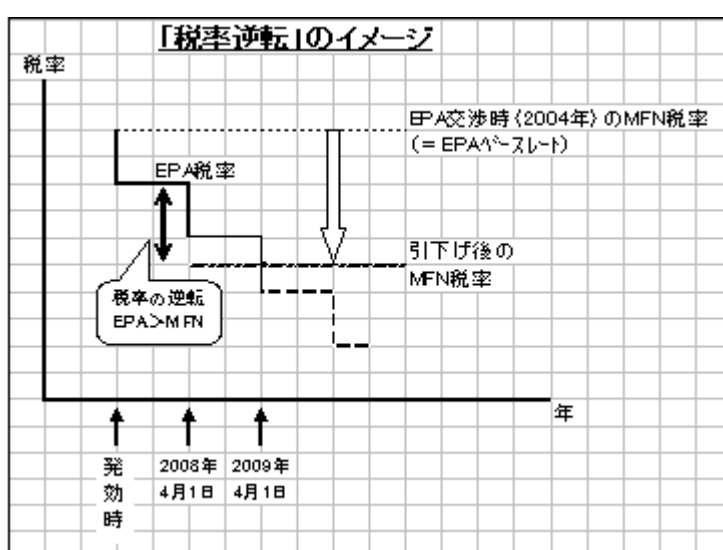 「税率逆転」のイメージ
税率
EPA交渉時(2004年)のMFN税率
(=EPAベースレート)
EPA税率
引下げ後の
MFN税率
税率の逆転
EPA>MFN
年
発効時
2008年
4月1日
2009年
4月1日